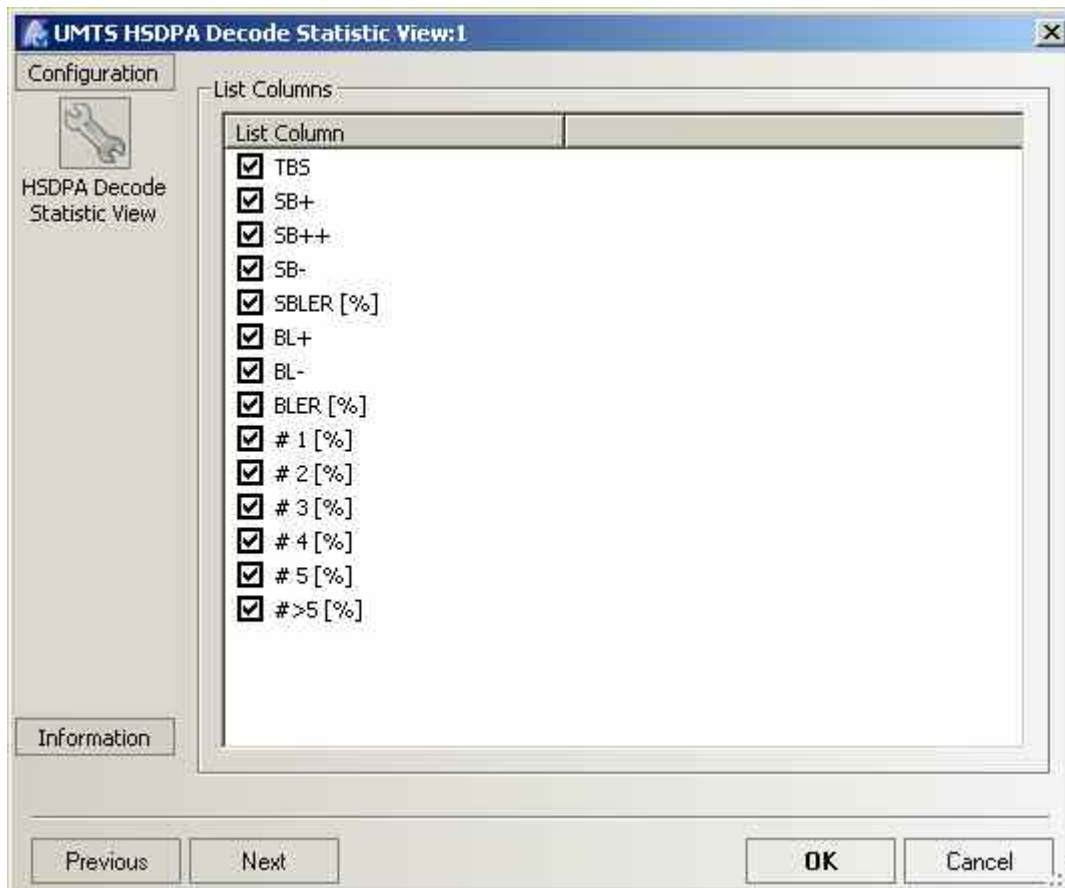 UMTS HSDPA Decode Statistic View:1
Configuration
HSDPA Decode
Statistic View
Information
List Columns
List Column
TBS
SB+
SB++
SB-
SBLER [%]
BL+
BL-
BLER [%]
# 1 [%]
# 2 [%]
# 3 [%]
# 4 [%]
# 5 [%]
#>5 [%]
Previous
Next
OK
Cancel